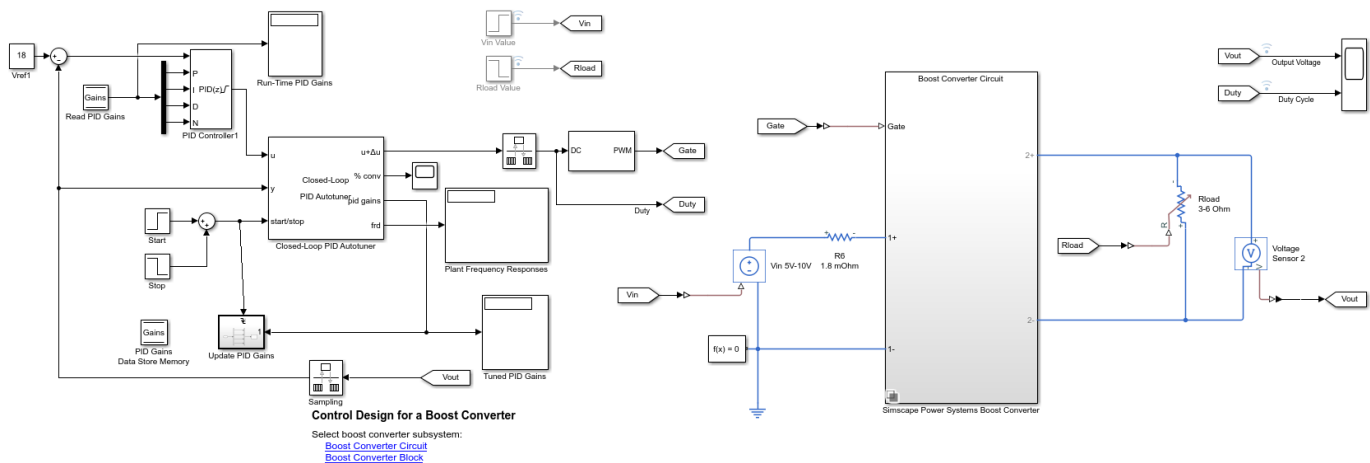 18
Vref1
Gains
Read PID Gains
P
I
D
N
PID(z)
PID Controller1
Run-Time PID Gains
Vin Value
Vin
Rload Value
Rload
u
y
start/stop
Closed-Loop
PID Autotuner
u+Δu
% conv
pid gains
frd
Closed-Loop PID Autotuner
DC
PWM
Gate
Duty
Duty
Start
Stop
Plant Frequency Responses
Gains
PID Gains
Data Store Memory
1
Update PID Gains
Tuned PID Gains
Vout
Sampling
Control Design for a Boost Converter
Select boost converter subsystem:
Boost Converter Circuit
Boost Converter Block
Boost Converter Circuit
Gate
Gate
1+
1-
2+
2-
Vin
Vin 5V-10V
+
-
R6
1.8 mOhm
f(x) = 0
Simscape Power Systems Boost Converter
Rload
R
-
+
Rload
3-6 Ohm
V
+
V
-
Voltage
Sensor 2
Vout
Vout
Output Voltage
Duty
Duty Cycle